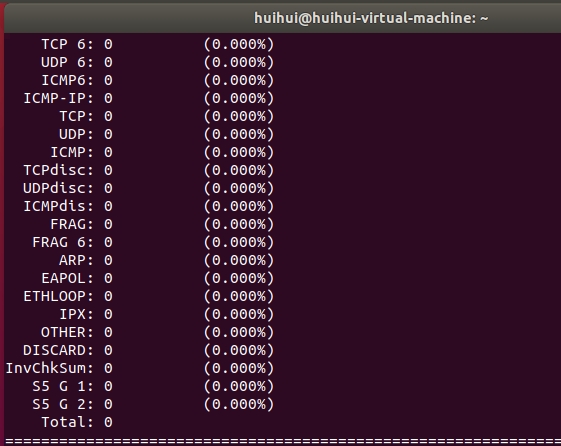 huihui@huihui-virtual-machine: ~
TCP 6: 0 (0.000%)
UDP 6: 0 (0.000%)
ICMP6: 0 (0.000%)
ICMP-IP: 0 (0.000%)
TCP: 0 (0.000%)
UDP: 0 (0.000%)
ICMP: 0 (0.000%)
TCPdisc: 0 (0.000%)
UDPdisc: 0 (0.000%)
ICMPdis: 0 (0.000%)
FRAG: 0 (0.000%)
FRAG 6: 0 (0.000%)
ARP: 0 (0.000%)
EAPOL: 0 (0.000%)
ETHLOOP: 0 (0.000%)
IPX: 0 (0.000%)
OTHER: 0 (0.000%)
DISCARD: 0 (0.000%)
InvChkSum: 0 (0.000%)
S5 G 1: 0 (0.000%)
S5 G 2: 0 (0.000%)
Total: 0
==============================================================